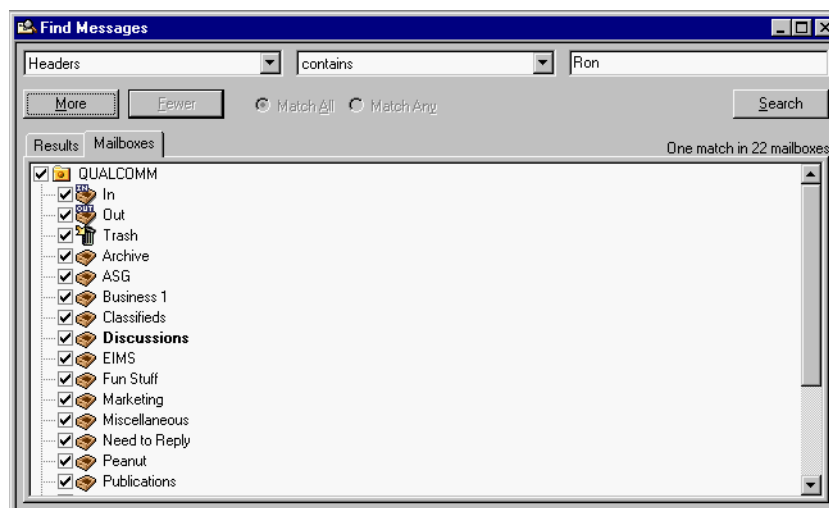 Find Messages
Headers contains Ron
More Fewer Match All Match Any Search
Results Mailboxes One match in 22 mailboxes
QUALCOMM
IN In
OUT Out
Trash
Archive
ASG
Business 1
Classifieds
Discussions
EIMS
Fun Stuff
Marketing
Miscellaneous
Need to Reply
Peanut
Publications